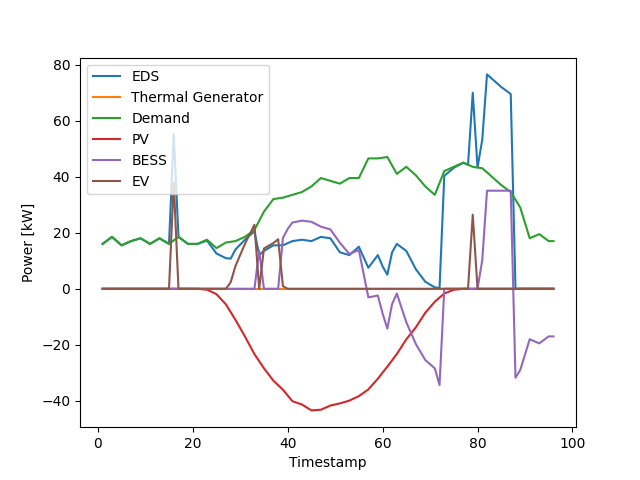 80
60
40
20
0
−20
−40
Power [kW]
EDS
Thermal Generator
Demand
PV
BESS
EV
0 20 40 60 80 100
Timestamp